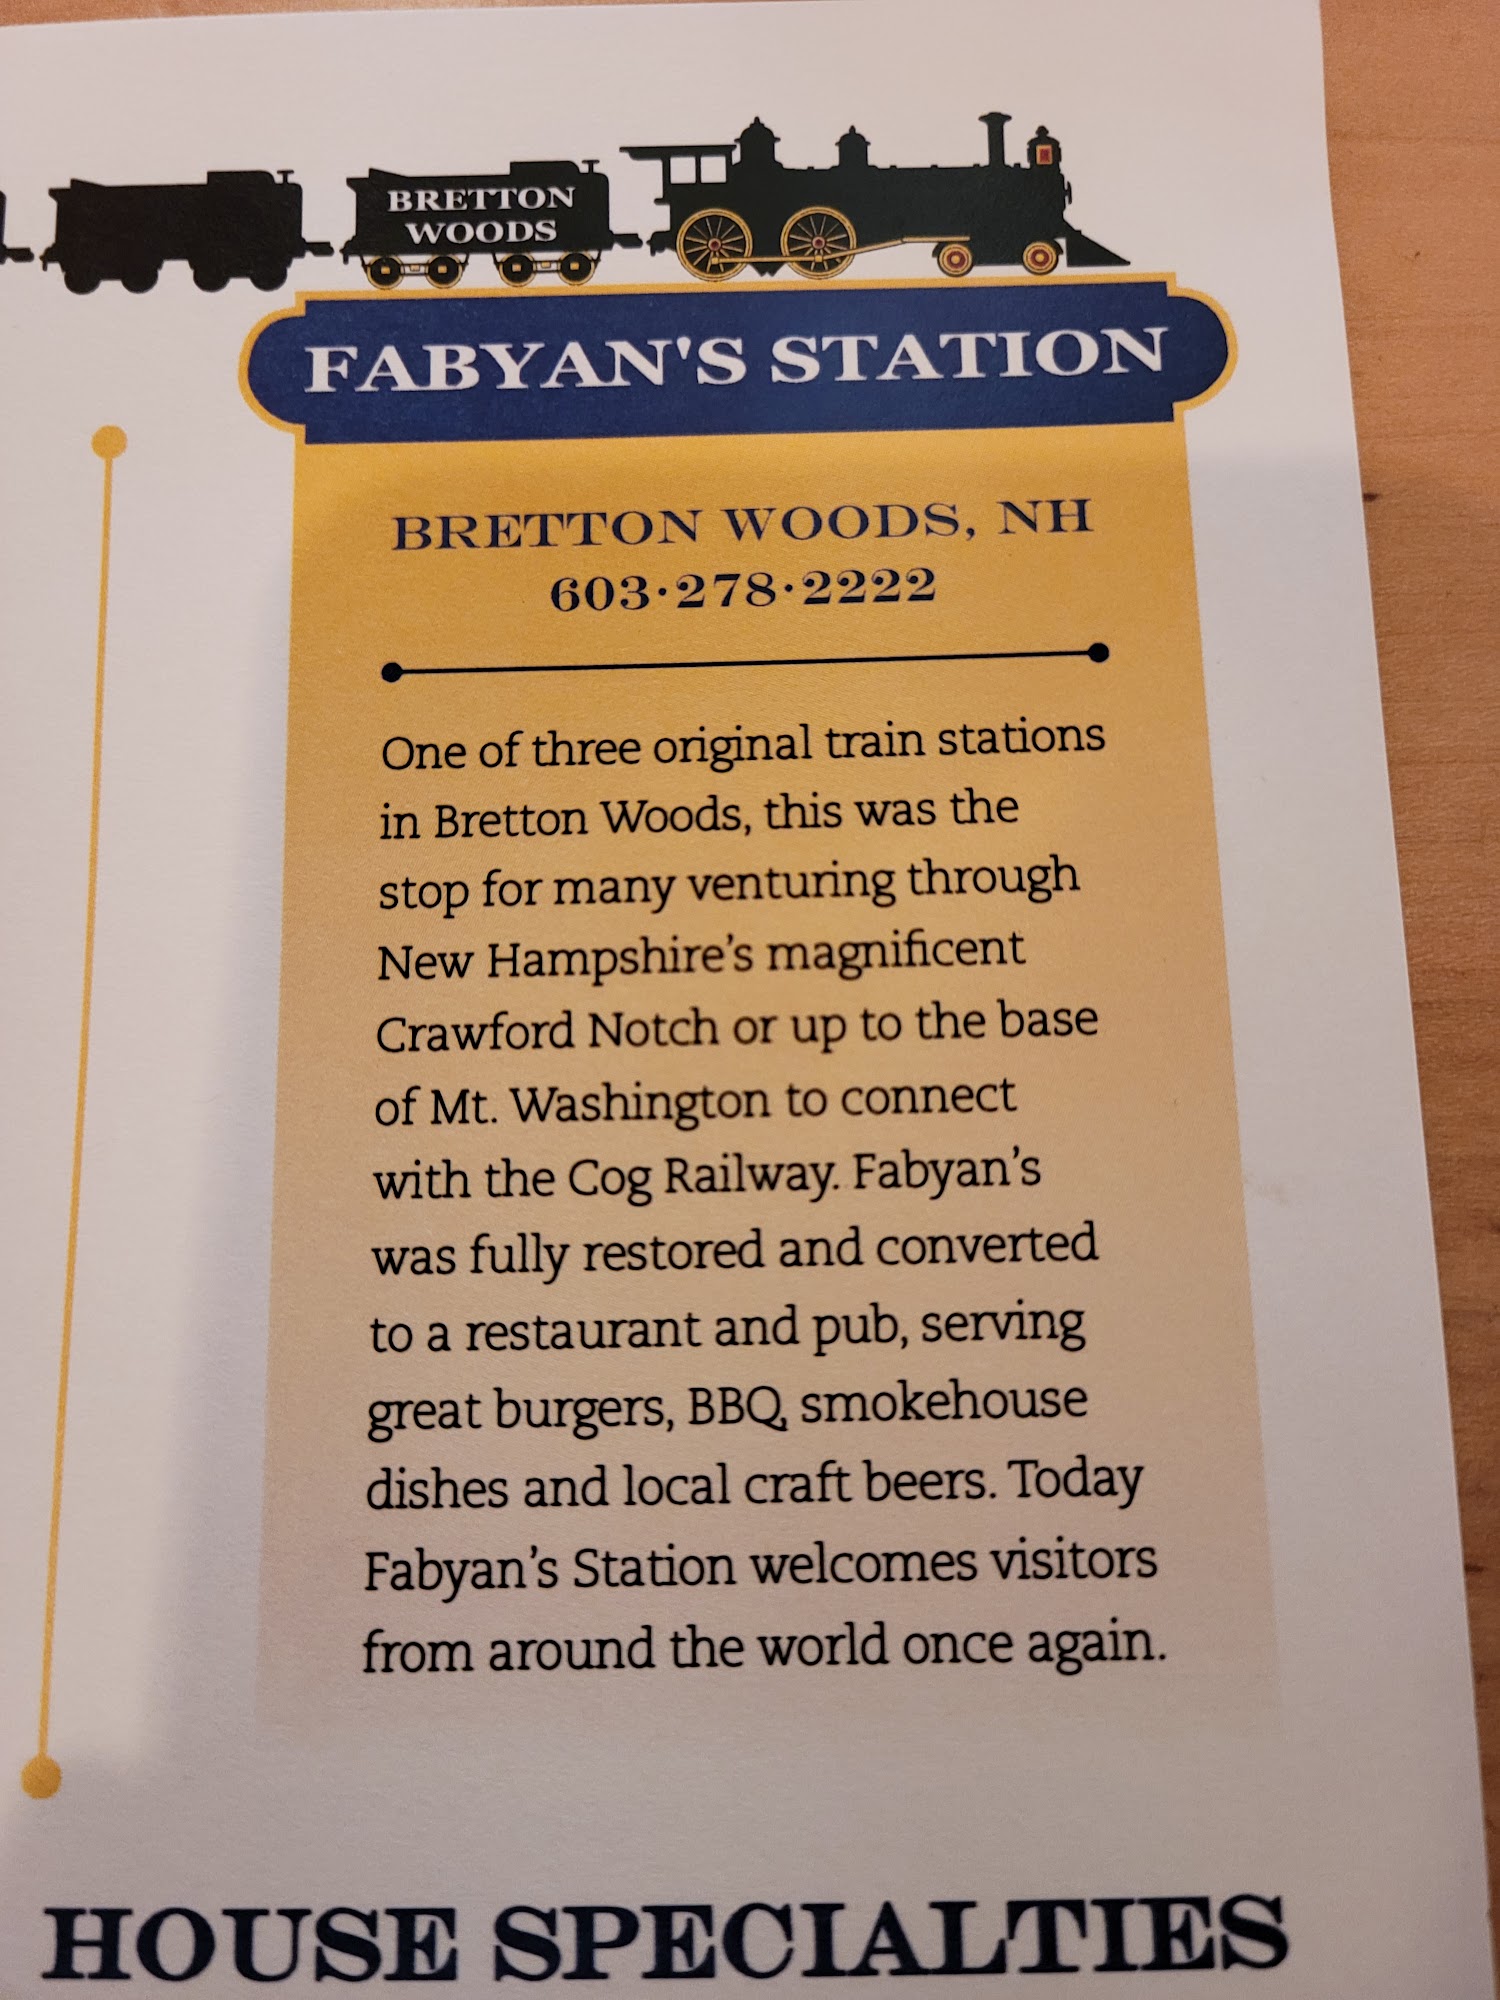 BRETTON
WOODS
FABYAN'S STATION
BRETTON WOODS, NH
603·278·2222
One of three original train stations
in Bretton Woods, this was the
stop for many venturing through
New Hampshire’s magnificent
Crawford Notch or up to the base
of Mt. Washington to connect
with the Cog Railway. Fabyan’s
was fully restored and converted
to a restaurant and pub, serving
great burgers, BBQ, smokehouse
dishes and local craft beers. Today
Fabyan’s Station welcomes visitors
from around the world once again.
HOUSE SPECIALTIES